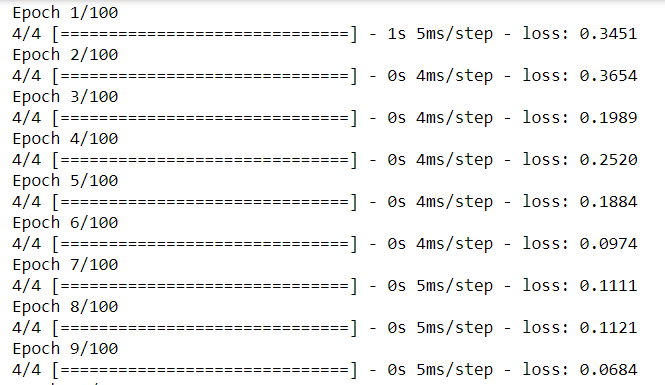 Epoch 1/100
4/4 [==============================] - 1s 5ms/step - loss: 0.3451
Epoch 2/100
4/4 [==============================] - 0s 4ms/step - loss: 0.3654
Epoch 3/100
4/4 [==============================] - 0s 4ms/step - loss: 0.1989
Epoch 4/100
4/4 [==============================] - 0s 4ms/step - loss: 0.2520
Epoch 5/100
4/4 [==============================] - 0s 4ms/step - loss: 0.1884
Epoch 6/100
4/4 [==============================] - 0s 4ms/step - loss: 0.0974
Epoch 7/100
4/4 [==============================] - 0s 5ms/step - loss: 0.1111
Epoch 8/100
4/4 [==============================] - 0s 5ms/step - loss: 0.1121
Epoch 9/100
4/4 [==============================] - 0s 5ms/step - loss: 0.0684